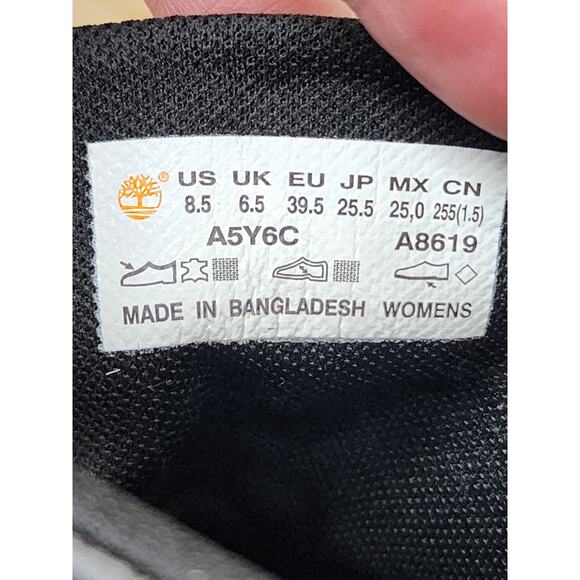 ® US UK EU JP MX CN
8.5 6.5 39.5 25.5 25,0 255(1.5)
A5Y6C A8619
MADE IN BANGLADESH WOMENS